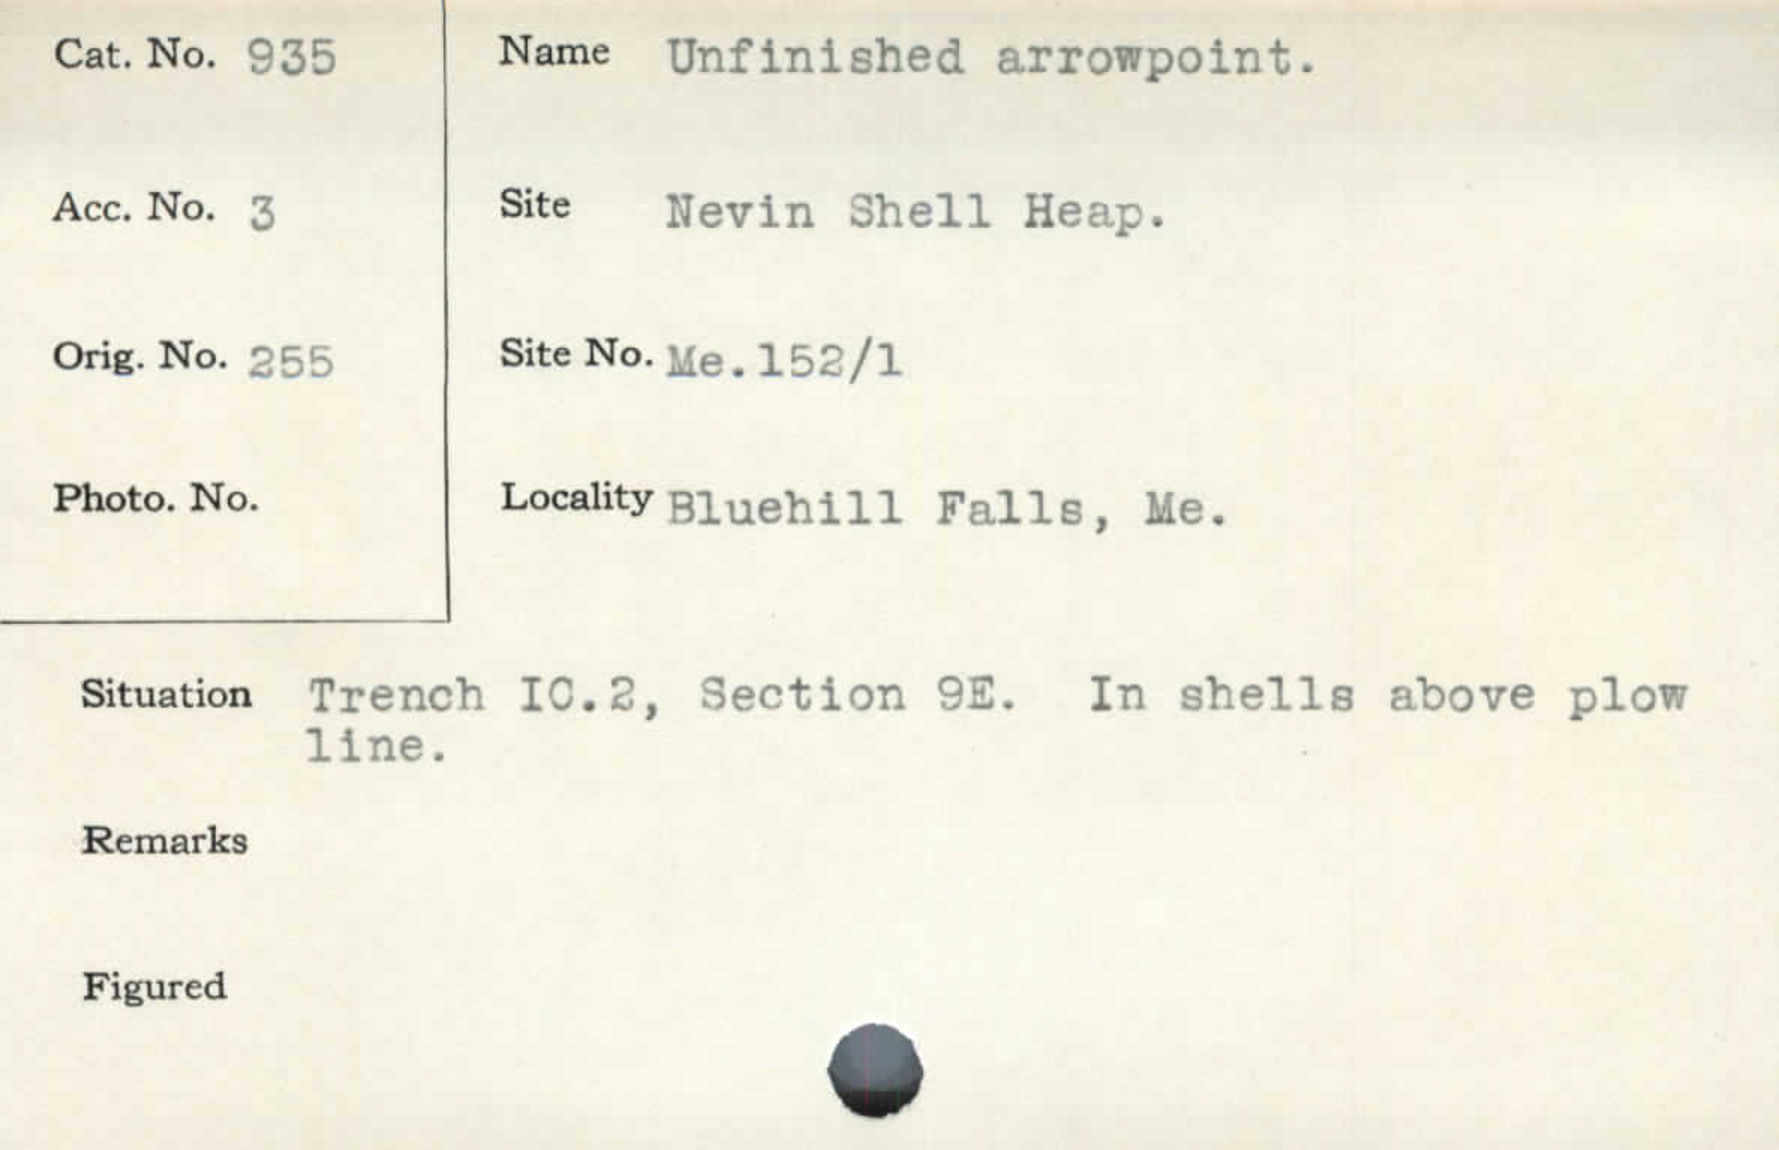 Cat. No. 935
Name Unfinished arrowpoint.
Acc. No. 3
Site Nevin Shell Heap.
Orig. No. 255
Site No. Me.152/1
Photo. No.
Locality Bluehill Falls, Me.
Situation Trench IC.2, Section 9E. In shells above plow
line.
Remarks
Figured